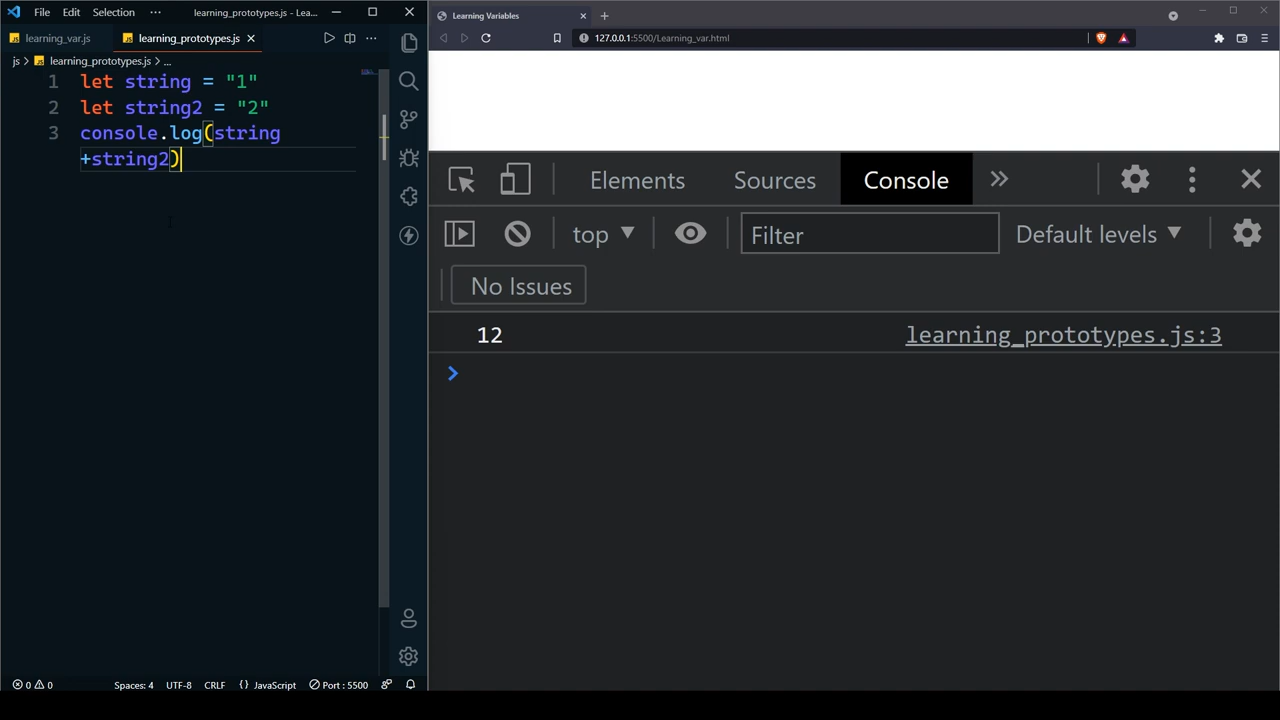 File Edit Selection ··· learning_prototypes.js - Lea...
learning_var.js learning_prototypes.js
js > learning_prototypes.js > ...
1 let string = "1"
2 let string2 = "2"
3 console.log(string
+string2)
0 0 Spaces: 4 UTF-8 CRLF {} JavaScript Port : 5500
Learning Variables
127.0.0.1:5500/Learning_var.html
Elements Sources Console
top Filter Default levels
No Issues
12 learning_prototypes.js:3